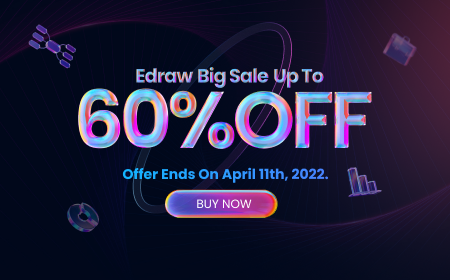 Edraw Big Sale Up To
60%OFF
Offer Ends On April 11th, 2022.
BUY NOW